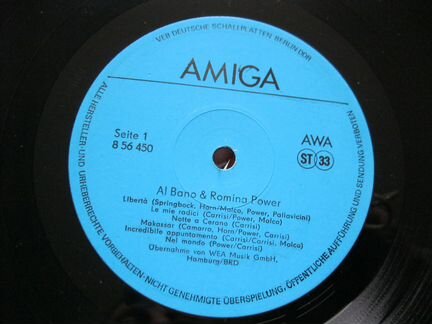 VEB DEUTSCHE SCHALLPLATTEN BERLIN DDR
AMIGA
Seite 1
8 56 450
AWA
ST 33
Al Bano & Romina Power
Libertà (Springbock, Horn/Malco, Power, Pallavicini)
Le mie radici (Carrisi/Power, Malco)
Notte a Cerano (Carrisi)
Makassar (Camarro, Horn/Power, Carrisi)
Incredibile appuntamento (Carrisi/Carrisi, Malco)
Nel mondo (Power/Carrisi)
Übernahme von WEA Musik GmbH,
Hamburg/BRD
ALLE HERSTELLER- UND URHEBERRECHTE VORBEHALTEN · NICHT GENEHMIGTE ÜBERSPIELUNG, ÖFFENTLICHE AUFFÜHRUNG UND SENDUNG VERBOTEN